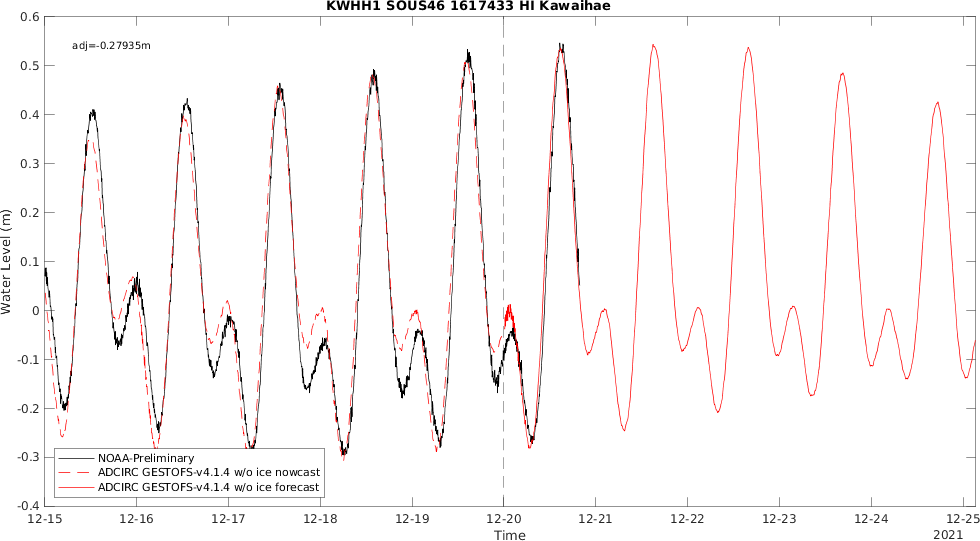 KWHH1 SOUS46 1617433 HI Kawaihae
adj=-0.27935m
0.6
0.5
0.4
0.3
0.2
0.1
0
-0.1
-0.2
-0.3
-0.4
Water Level (m)
NOAA-Preliminary
ADCIRC GESTOFS-v4.1.4 w/o ice nowcast
ADCIRC GESTOFS-v4.1.4 w/o ice forecast
12-15 12-16 12-17 12-18 12-19 12-20 12-21 12-22 12-23 12-24 12-25
Time
2021